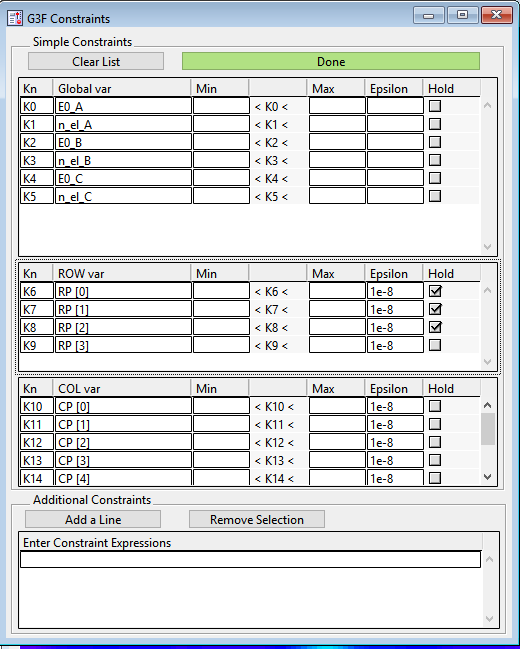 G3F Constraints
Simple Constraints
Clear List Done
Kn Global var Min Max Epsilon Hold
K0 E0_A < K0 <
K1 n_el_A < K1 <
K2 E0_B < K2 <
K3 n_el_B < K3 <
K4 E0_C < K4 <
K5 n_el_C < K5 <
Kn ROW var Min Max Epsilon Hold
K6 RP [0] < K6 < 1e-8
K7 RP [1] < K7 < 1e-8
K8 RP [2] < K8 < 1e-8
K9 RP [3] < K9 < 1e-8
Kn COL var Min Max Epsilon Hold
K10 CP [0] < K10 < 1e-8
K11 CP [1] < K11 < 1e-8
K12 CP [2] < K12 < 1e-8
K13 CP [3] < K13 < 1e-8
K14 CP [4] < K14 < 1e-8
Additional Constraints
Add a Line Remove Selection
Enter Constraint Expressions